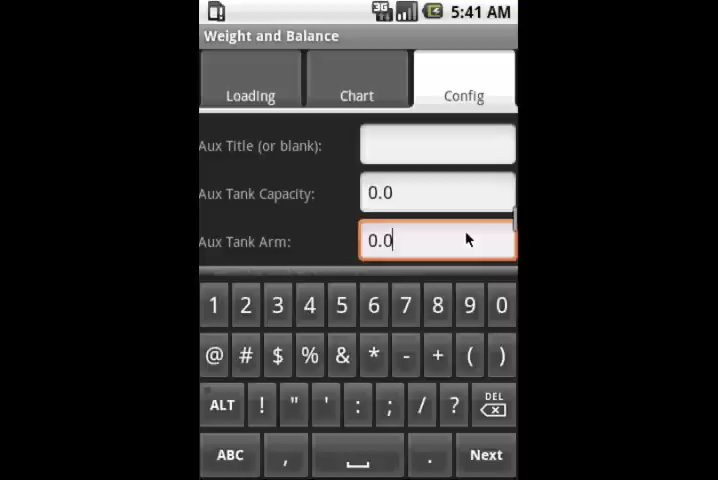 3G 5:41 AM
Weight and Balance
Loading Chart Config
Aux Title (or blank):
Aux Tank Capacity: 0.0
Aux Tank Arm: 0.0
1 2 3 4 5 6 7 8 9 0
@ # $ % & * - + ( )
ALT ! " ' : ; / ? DEL
ABC , . Next